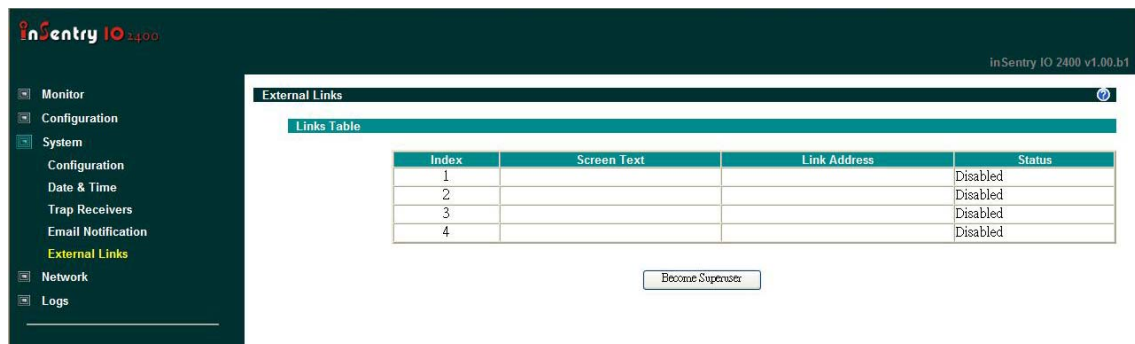 inSentry IO 2400
inSentry IO 2400 v1.00.b1
Monitor
Configuration
System
Configuration
Date & Time
Trap Receivers
Email Notification
External Links
Network
Logs
External Links
?
Links Table
Index Screen Text Link Address Status
1 Disabled
2 Disabled
3 Disabled
4 Disabled
Become Superuser